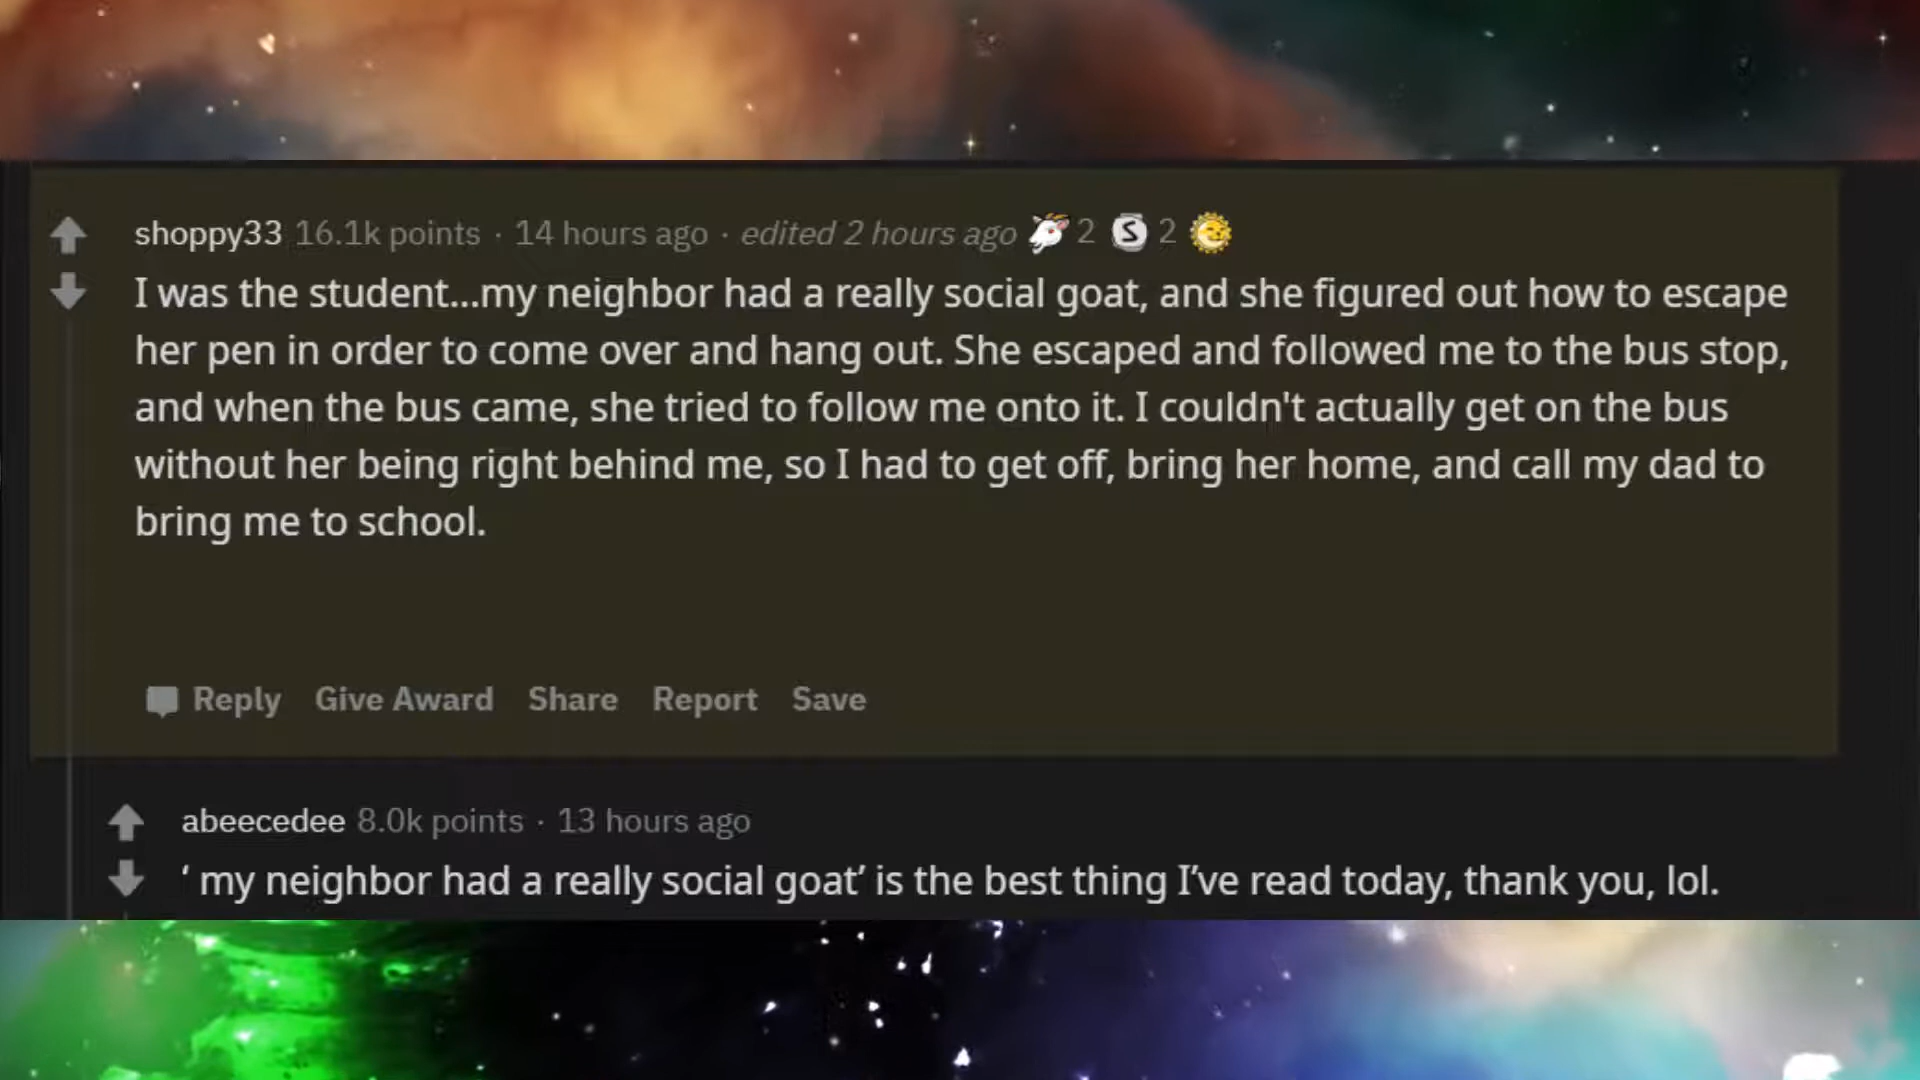 shoppy33 16.1k points · 14 hours ago · edited 2 hours ago 2 S 2
I was the student...my neighbor had a really social goat, and she figured out how to escape
her pen in order to come over and hang out. She escaped and followed me to the bus stop,
and when the bus came, she tried to follow me onto it. I couldn't actually get on the bus
without her being right behind me, so I had to get off, bring her home, and call my dad to
bring me to school.
Reply Give Award Share Report Save
abeecedee 8.0k points · 13 hours ago
‘ my neighbor had a really social goat’ is the best thing I’ve read today, thank you, lol.